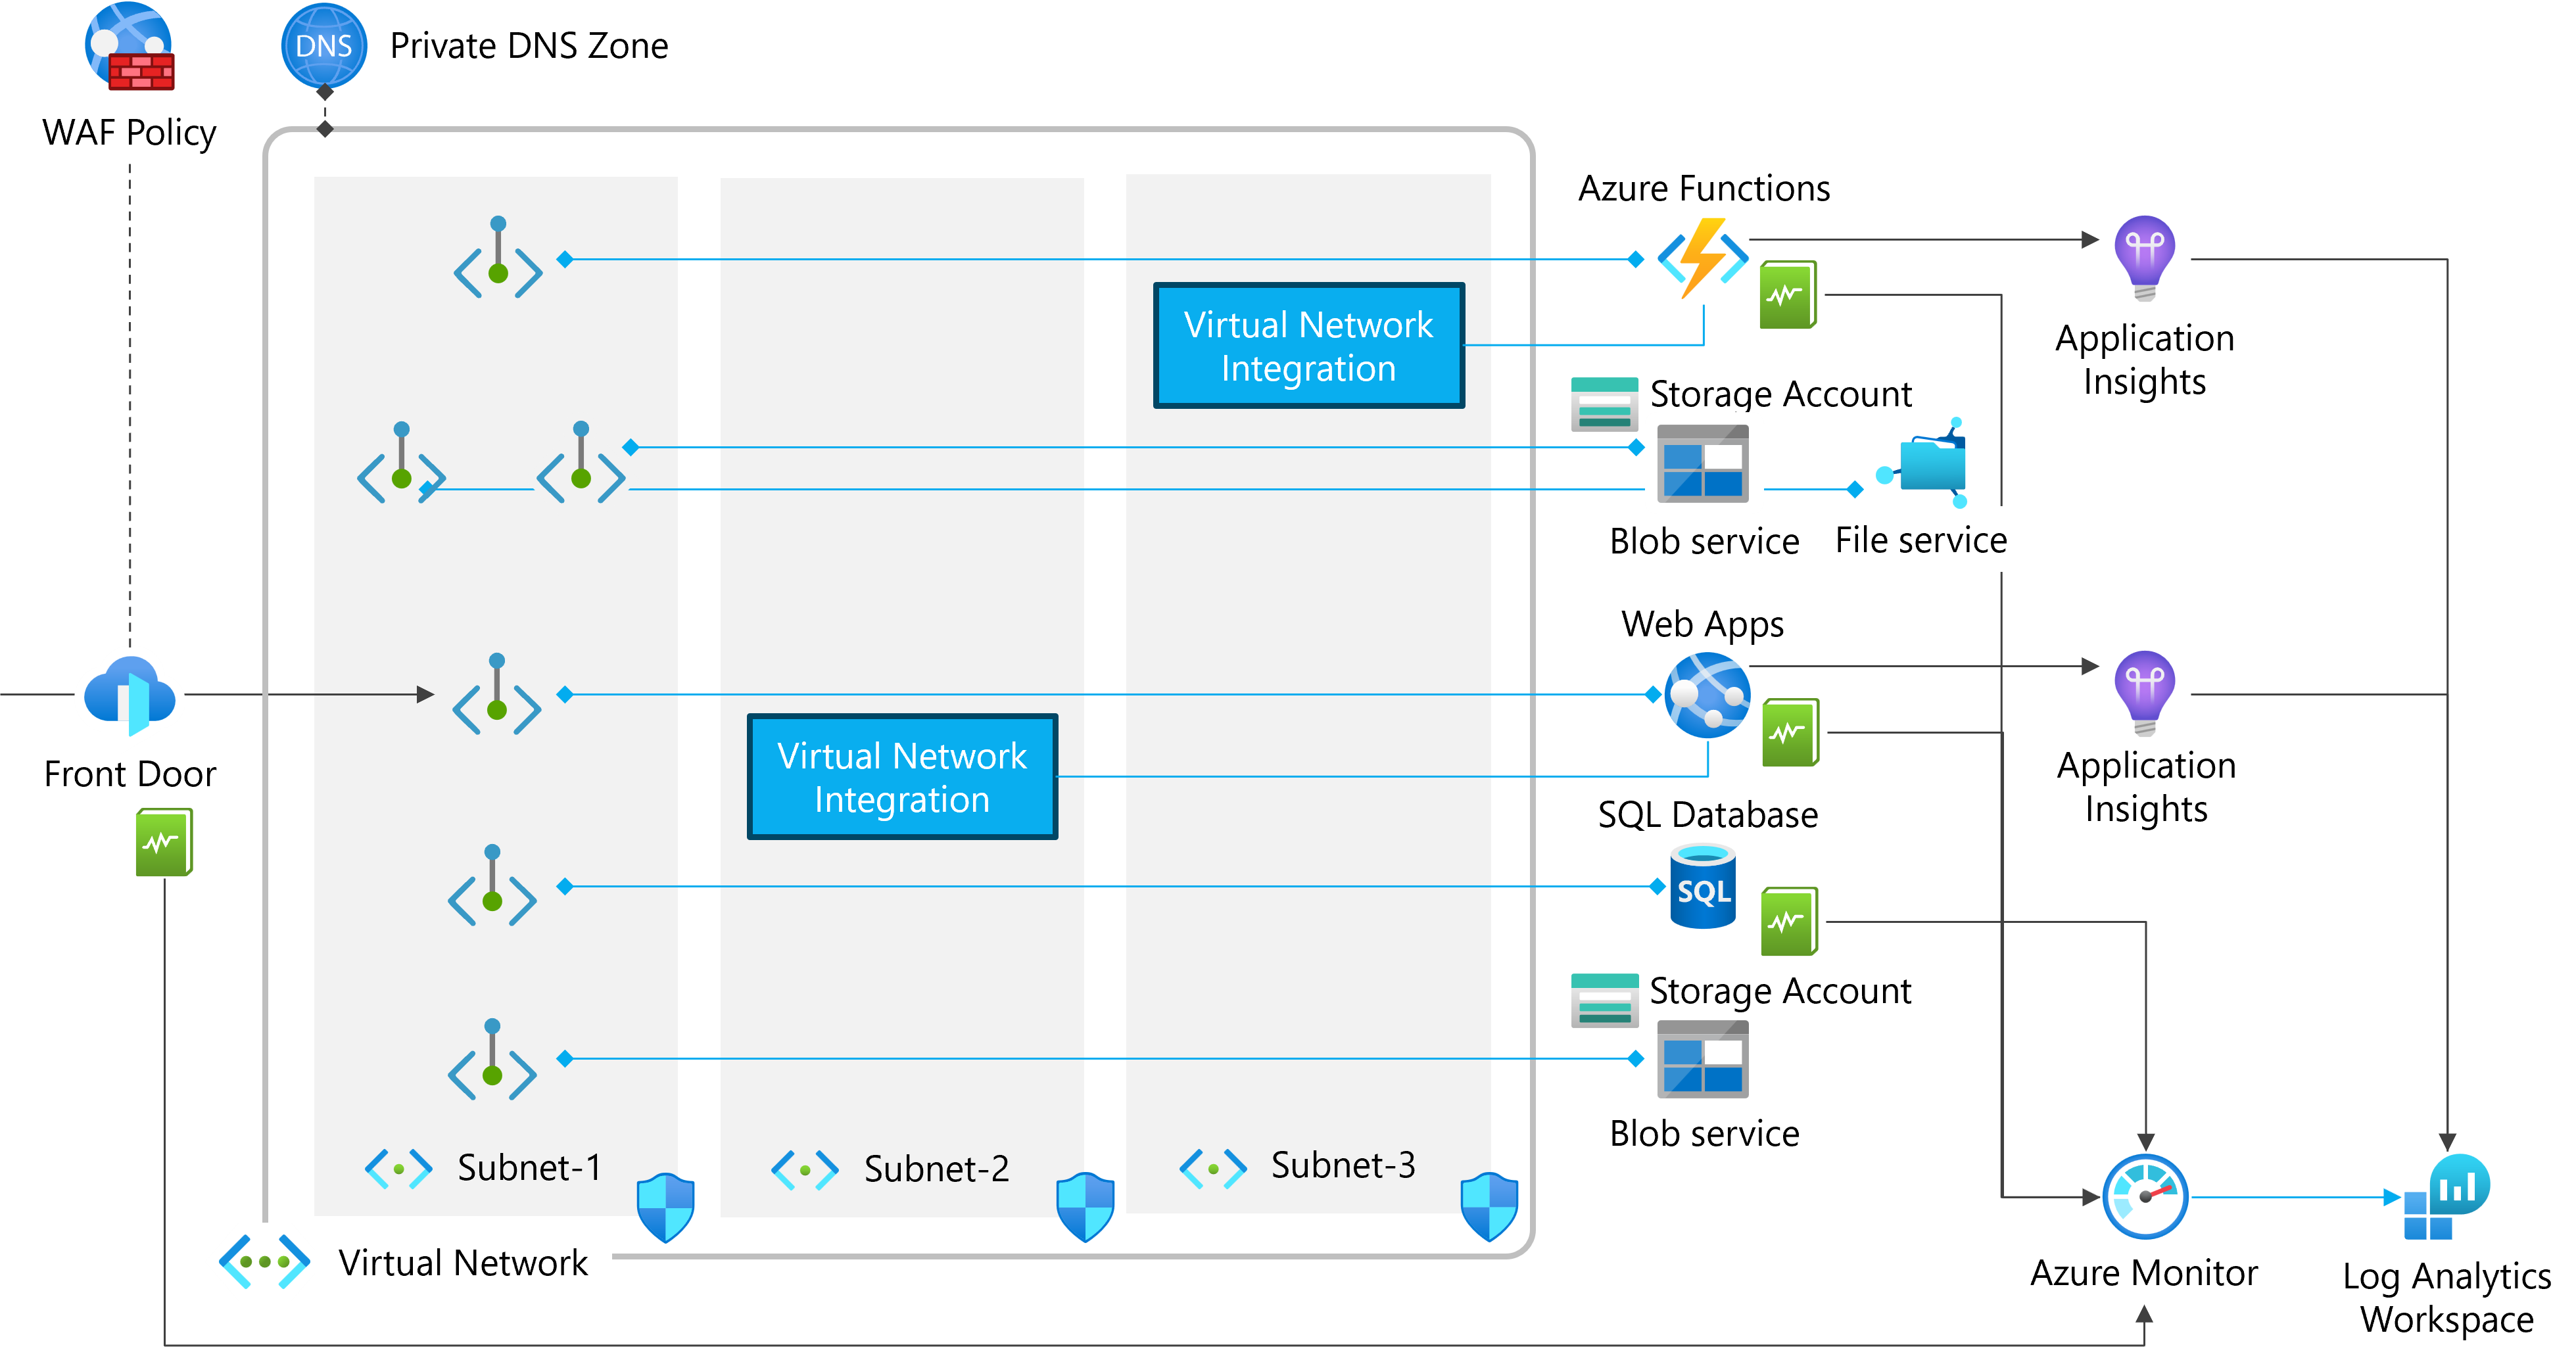 DNS
Private DNS Zone
WAF Policy
Azure Functions
Virtual Network
Integration
Application
Insights
Storage Account
Blob service
File service
Web Apps
Front Door
Virtual Network
Integration
Application
Insights
SQL Database
SQL
Storage Account
Blob service
Subnet-1
Subnet-2
Subnet-3
Virtual Network
Azure Monitor
Log Analytics
Workspace